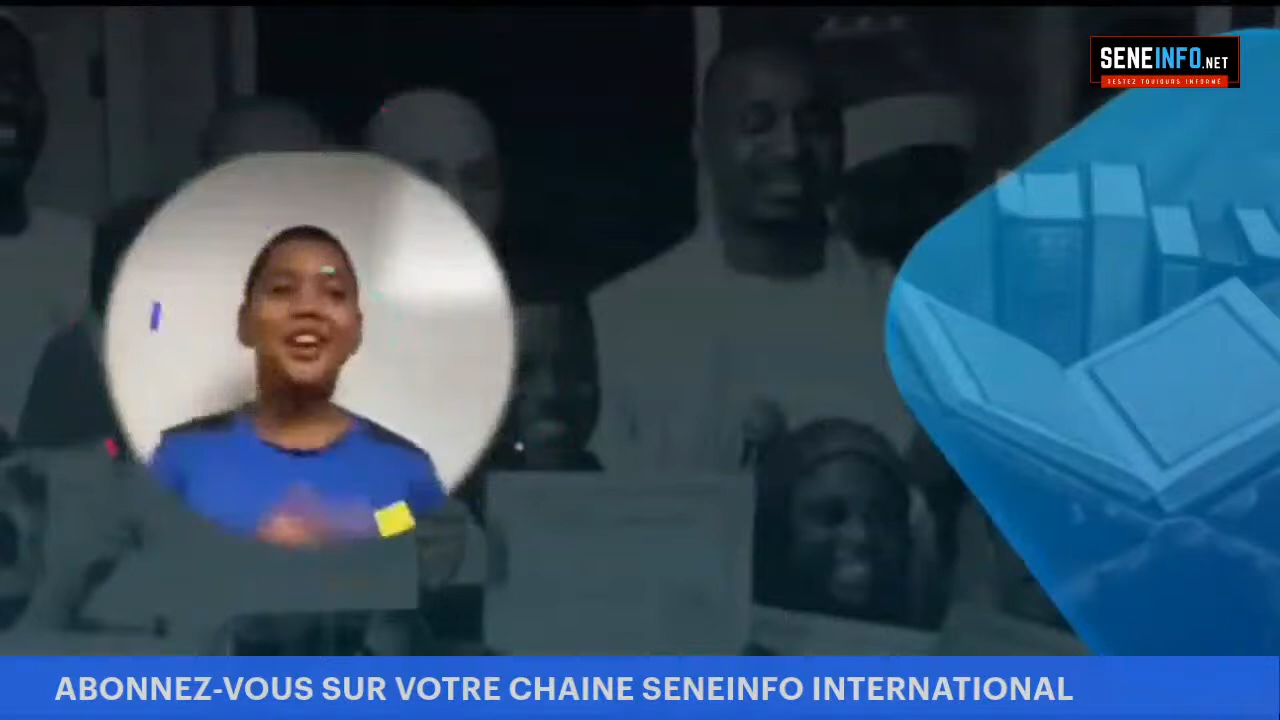 SENEINFO.NET
RESTEZ TOUJOURS INFORMÉ
ABONNEZ-VOUS SUR VOTRE CHAINE SENEINFO INTERNATIONAL